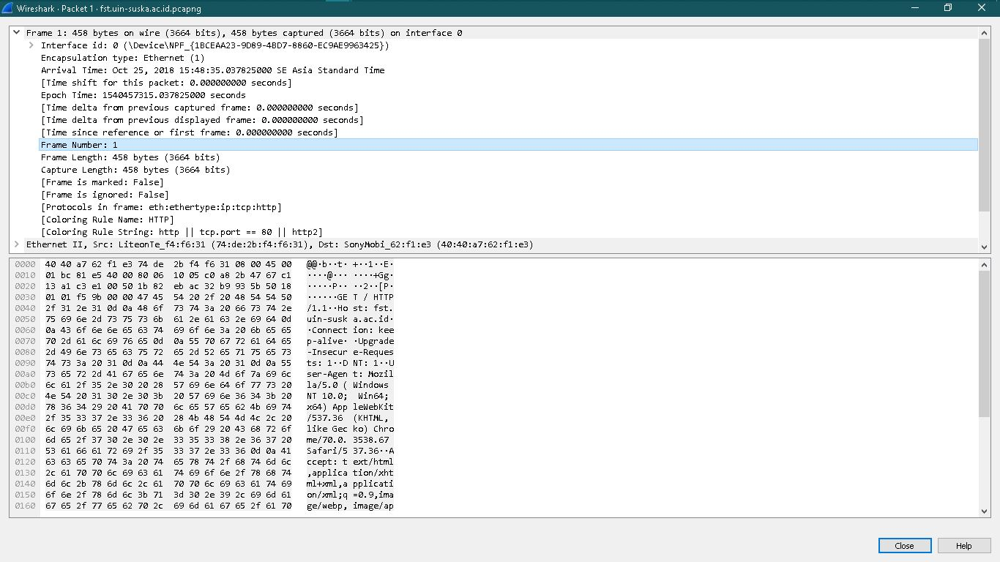 Wireshark · Packet 1 · fst.uin-suska.ac.id.pcapng
Frame 1: 458 bytes on wire (3664 bits), 458 bytes captured (3664 bits) on interface 0
Interface id: 0 (\Device\NPF_{1BCEAA23-9D89-4BD7-8860-EC9AE9963425})
Encapsulation type: Ethernet (1)
Arrival Time: Oct 25, 2018 15:48:35.037825000 SE Asia Standard Time
[Time shift for this packet: 0.000000000 seconds]
Epoch Time: 1540457315.037825000 seconds
[Time delta from previous captured frame: 0.000000000 seconds]
[Time delta from previous displayed frame: 0.000000000 seconds]
[Time since reference or first frame: 0.000000000 seconds]
Frame Number: 1
Frame Length: 458 bytes (3664 bits)
Capture Length: 458 bytes (3664 bits)
[Frame is marked: False]
[Frame is ignored: False]
[Protocols in frame: eth:ethertype:ip:tcp:http]
[Coloring Rule Name: HTTP]
[Coloring Rule String: http || tcp.port == 80 || http2]
Ethernet II, Src: LiteonTe_f4:f6:31 (74:de:2b:f4:f6:31), Dst: SonyMobi_62:f1:e3 (40:40:a7:62:f1:e3)
0000 40 40 a7 62 f1 e3 74 de 2b f4 f6 31 08 00 45 00 @@·b··t· +··1··E·
0010 01 bc 81 e5 40 00 80 06 10 05 c0 a8 2b 47 67 c1 ····@··· ····+Gg·
0020 13 a1 c3 e1 00 50 1b 82 eb ac 32 b9 93 5b 50 18 ·····P·· ··2··[P·
0030 01 01 f5 9b 00 00 47 45 54 20 2f 20 48 54 54 50 ······GE T / HTTP
0040 2f 31 2e 31 0d 0a 48 6f 73 74 3a 20 66 73 74 2e /1.1··Ho st: fst.
0050 75 69 6e 2d 73 75 73 6b 61 2e 61 63 2e 69 64 0d uin-susk a.ac.id·
0060 0a 43 6f 6e 6e 65 63 74 69 6f 6e 3a 20 6b 65 65 ·Connect ion: kee
0070 70 2d 61 6c 69 76 65 0d 0a 55 70 67 72 61 64 65 p-alive· ·Upgrade
0080 2d 49 6e 73 65 63 75 72 65 2d 52 65 71 75 65 73 -Insecur e-Reques
0090 74 73 3a 20 31 0d 0a 44 4e 54 3a 20 31 0d 0a 55 ts: 1··D NT: 1··U
00a0 73 65 72 2d 41 67 65 6e 74 3a 20 4d 6f 7a 69 6c ser-Agen t: Mozil
00b0 6c 61 2f 35 2e 30 20 28 57 69 6e 64 6f 77 73 20 la/5.0 ( Windows
00c0 4e 54 20 31 30 2e 30 3b 20 57 69 6e 36 34 3b 20 NT 10.0; Win64;
00d0 78 36 34 29 20 41 70 70 6c 65 57 65 62 4b 69 74 x64) App leWebKit
00e0 2f 35 33 37 2e 33 36 20 28 4b 48 54 4d 4c 2c 20 /537.36 (KHTML,
00f0 6c 69 6b 65 20 47 65 63 6b 6f 29 20 43 68 72 6f like Gec ko) Chro
0100 6d 65 2f 37 30 2e 30 2e 33 35 33 38 2e 36 37 20 me/70.0. 3538.67
0110 53 61 66 61 72 69 2f 35 33 37 2e 33 36 0d 0a 41 Safari/5 37.36··A
0120 63 63 65 70 74 3a 20 74 65 78 74 2f 68 74 6d 6c ccept: t ext/html
0130 2c 61 70 70 6c 69 63 61 74 69 6f 6e 2f 78 68 74 ,applica tion/xht
0140 6d 6c 2b 78 6d 6c 2c 61 70 70 6c 69 63 61 74 69 ml+xml,a pplicati
0150 6f 6e 2f 78 6d 6c 3b 71 3d 30 2e 39 2c 69 6d 61 on/xml;q =0.9,ima
0160 67 65 2f 77 65 62 70 2c 69 6d 61 67 65 2f 61 70 ge/webp, image/ap
Close
Help